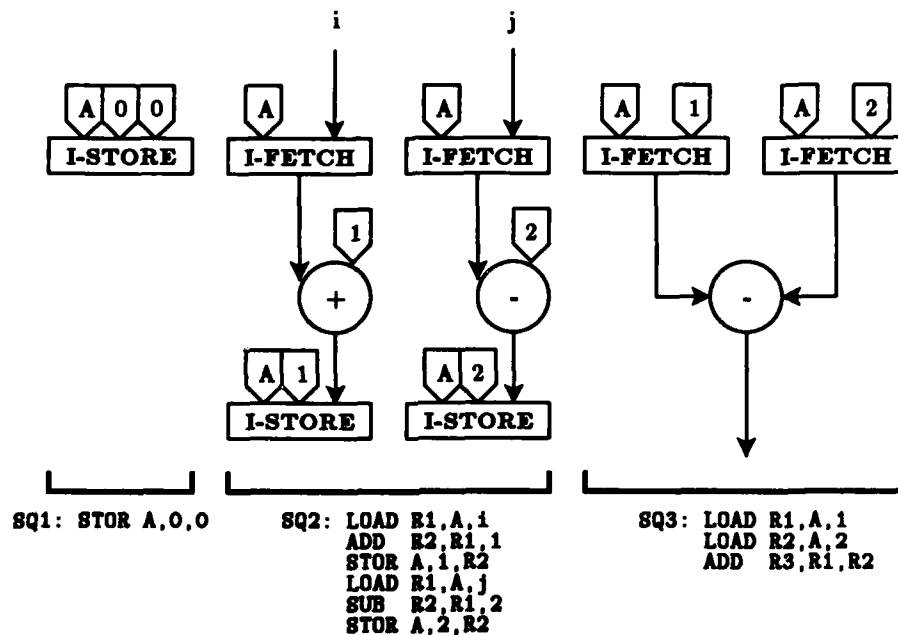 i j
A 0 0 A A A 1 A 2
I-STORE I-FETCH I-FETCH I-FETCH I-FETCH
1 2
+ - -
A 1 A 2
I-STORE I-STORE
SQ1: STOR A,0,0
SQ2: LOAD R1,A,i
ADD R2,R1,1
STOR A,i,R2
LOAD R1,A,j
SUB R2,R1,2
STOR A,2,R2
SQ3: LOAD R1,A,i
LOAD R2,A,2
ADD R3,R1,R2